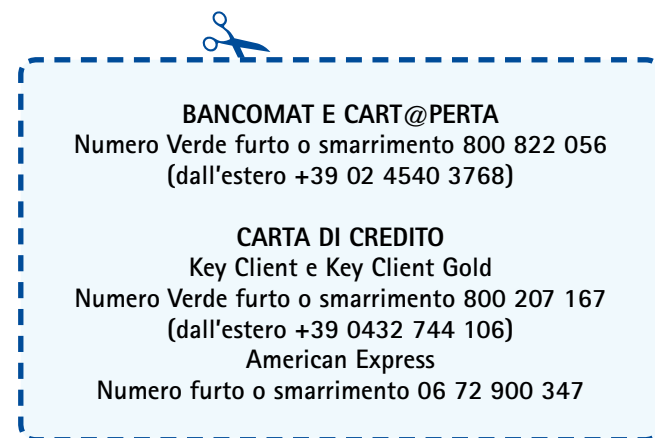 BANCOMAT E CART@PERTA
Numero Verde furto o smarrimento 800 822 056
(dall'estero +39 02 4540 3768)
CARTA DI CREDITO
Key Client e Key Client Gold
Numero Verde furto o smarrimento 800 207 167
(dall'estero +39 0432 744 106)
American Express
Numero furto o smarrimento 06 72 900 347